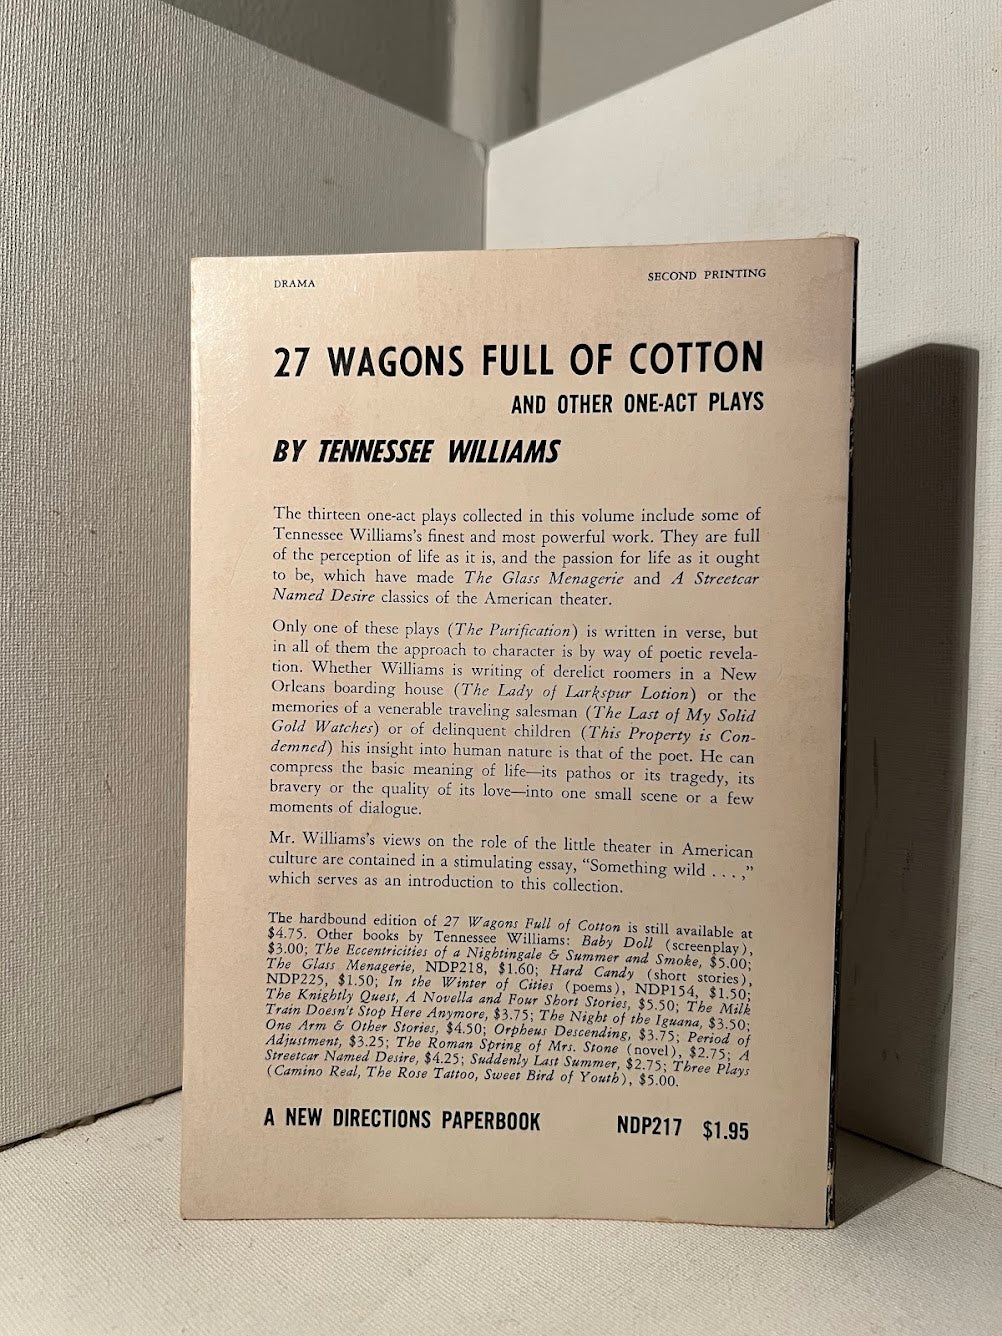 DRAMA SECOND PRINTING
27 WAGONS FULL OF COTTON
AND OTHER ONE-ACT PLAYS
BY TENNESSEE WILLIAMS
The thirteen one-act plays collected in this volume include some of
Tennessee Williams's finest and most powerful work. They are full
of the perception of life as it is, and the passion for life as it ought
to be, which have made The Glass Menagerie and A Streetcar
Named Desire classics of the American theater.
Only one of these plays (The Purification) is written in verse, but
in all of them the approach to character is by way of poetic revela-
tion. Whether Williams is writing of derelict roomers in a New
Orleans boarding house (The Lady of Larkspur Lotion) or the
memories of a venerable traveling salesman (The Last of My Solid
Gold Watches) or of delinquent children (This Property is Con-
demned) his insight into human nature is that of the poet. He can
compress the basic meaning of life—its pathos or its tragedy, its
bravery or the quality of its love—into one small scene or a few
moments of dialogue.
Mr. Williams's views on the role of the little theater in American
culture are contained in a stimulating essay, “Something wild . . . ,”
which serves as an introduction to this collection.
The hardbound edition of 27 Wagons Full of Cotton is still available at
$4.75. Other books by Tennessee Williams: Baby Doll (screenplay),
$3.00; The Eccentricities of a Nightingale & Summer and Smoke, $5.00;
The Glass Menagerie, NDP218, $1.60; Hard Candy (short stories),
NDP225, $1.50; In the Winter of Cities (poems), NDP154, $1.50;
The Knightly Quest, A Novella and Four Short Stories, $5.50; The Milk
Train Doesn't Stop Here Anymore, $3.75; The Night of the Iguana, $3.50;
One Arm & Other Stories, $4.50; Orpheus Descending, $3.75; Period of
Adjustment, $3.25; The Roman Spring of Mrs. Stone (novel), $2.75; A
Streetcar Named Desire, $4.25; Suddenly Last Summer, $2.75; Three Plays
(Camino Real, The Rose Tattoo, Sweet Bird of Youth), $5.00.
A NEW DIRECTIONS PAPERBOOK NDP217 $1.95